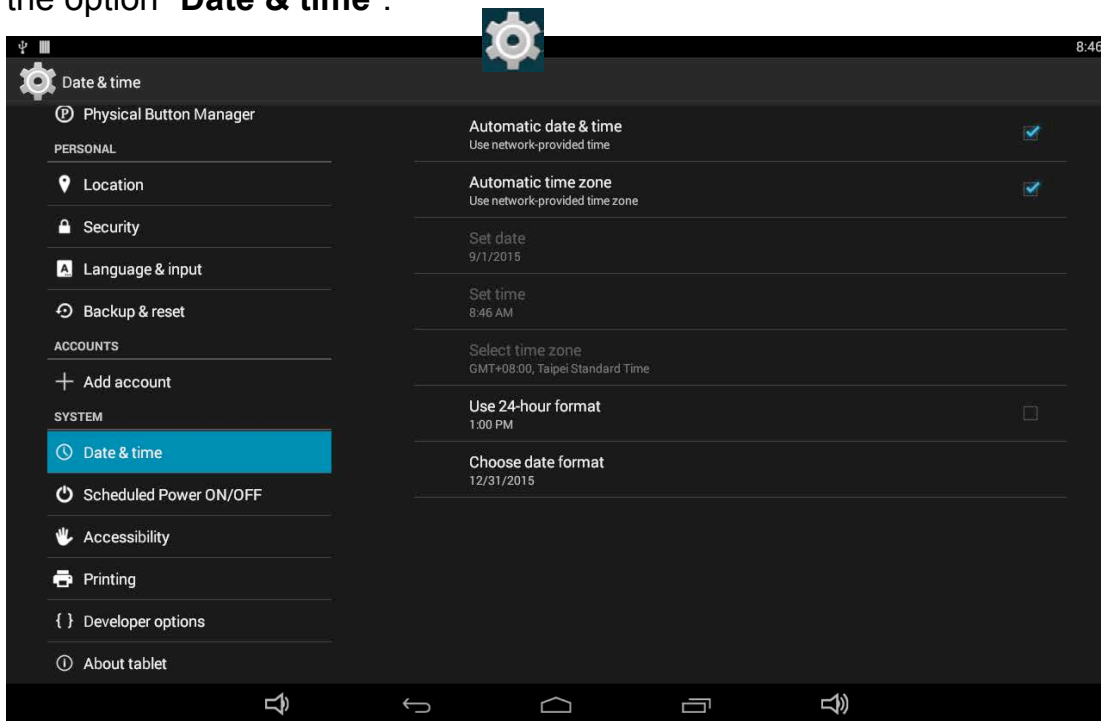 the option "Date & time".
8:46
Date & time
Physical Button Manager
PERSONAL
Location
Security
Language & input
Backup & reset
ACCOUNTS
Add account
SYSTEM
Date & time
Scheduled Power ON/OFF
Accessibility
Printing
{ } Developer options
About tablet
Automatic date & time
Use network-provided time
Automatic time zone
Use network-provided time zone
Set date
9/1/2015
Set time
8:46 AM
Select time zone
GMT+08:00, Taipei Standard Time
Use 24-hour format
1:00 PM
Choose date format
12/31/2015